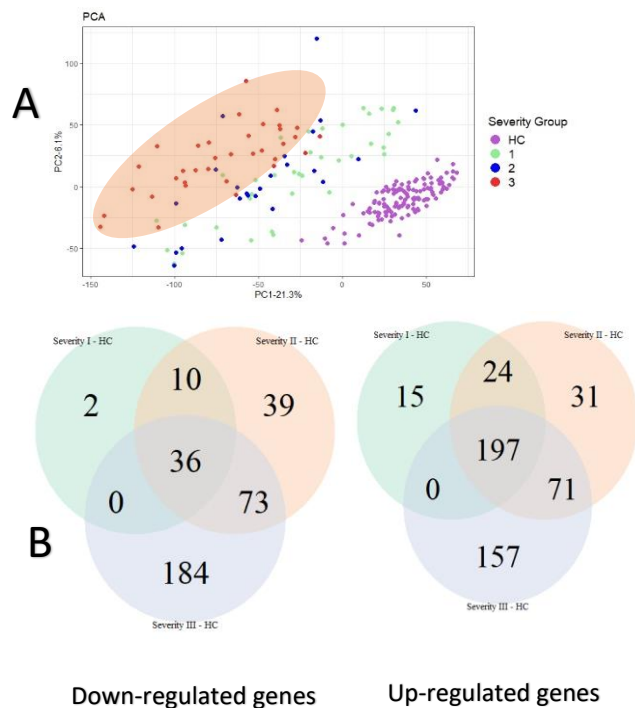 PCA
A
100
50
0
-50
PC2-6.1%
-150
-100
-50
0
50
PC1-21.3%
Severity Group
HC
1
2
3
B
Severity I - HC
Severity II - HC
2
10
39
36
0
73
184
Severity III - HC
Down-regulated genes
Severity I - HC
Severity II - HC
15
24
31
197
0
71
157
Severity III - HC
Up-regulated genes